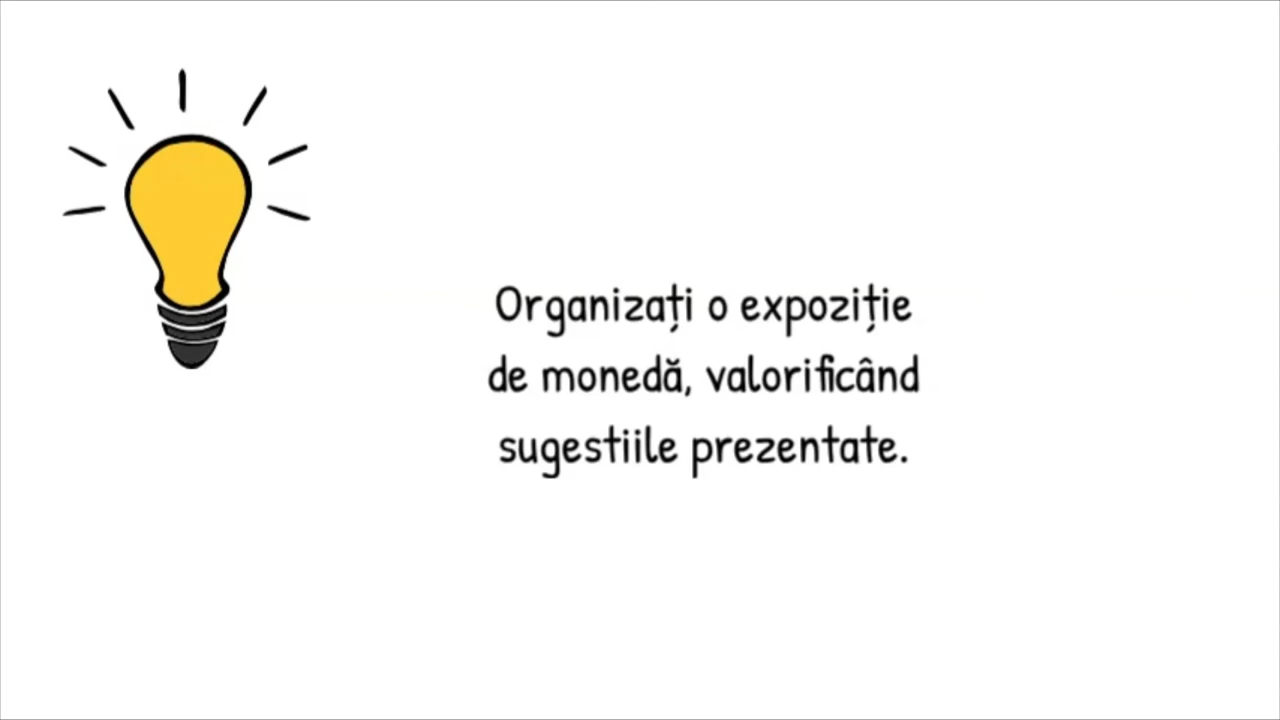 Organizați o expoziție
de monedă, valorificând
sugestiile prezentate.